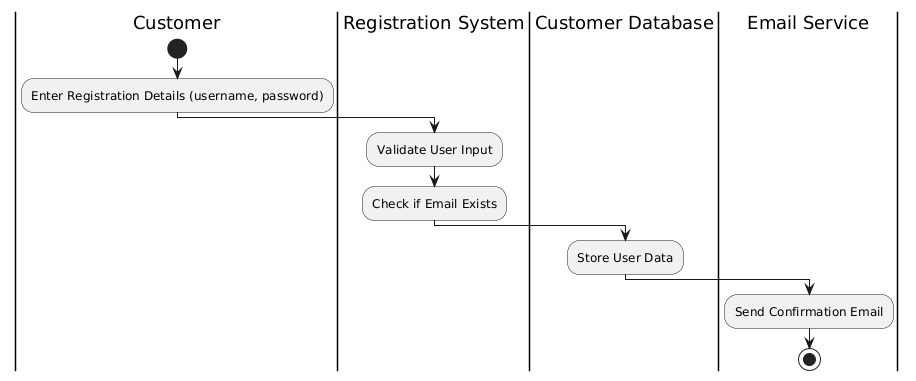 Customer
Registration System
Customer Database
Email Service
Enter Registration Details (username, password)
Validate User Input
Check if Email Exists
Store User Data
Send Confirmation Email